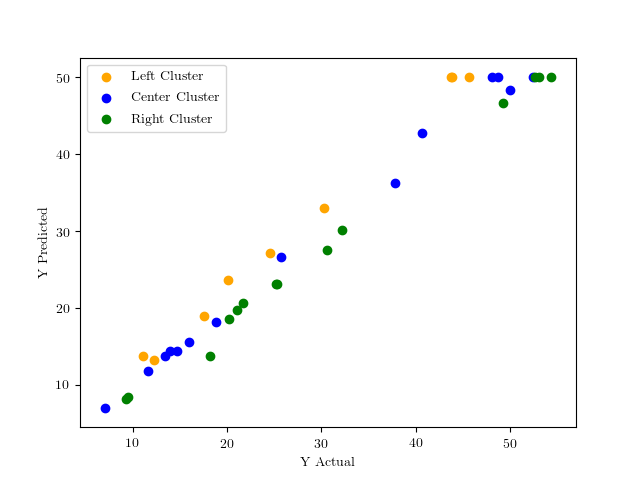 Left Cluster
Center Cluster
Right Cluster
50
40
30
20
10
Y Predicted
10 20 30 40 50
Y Actual